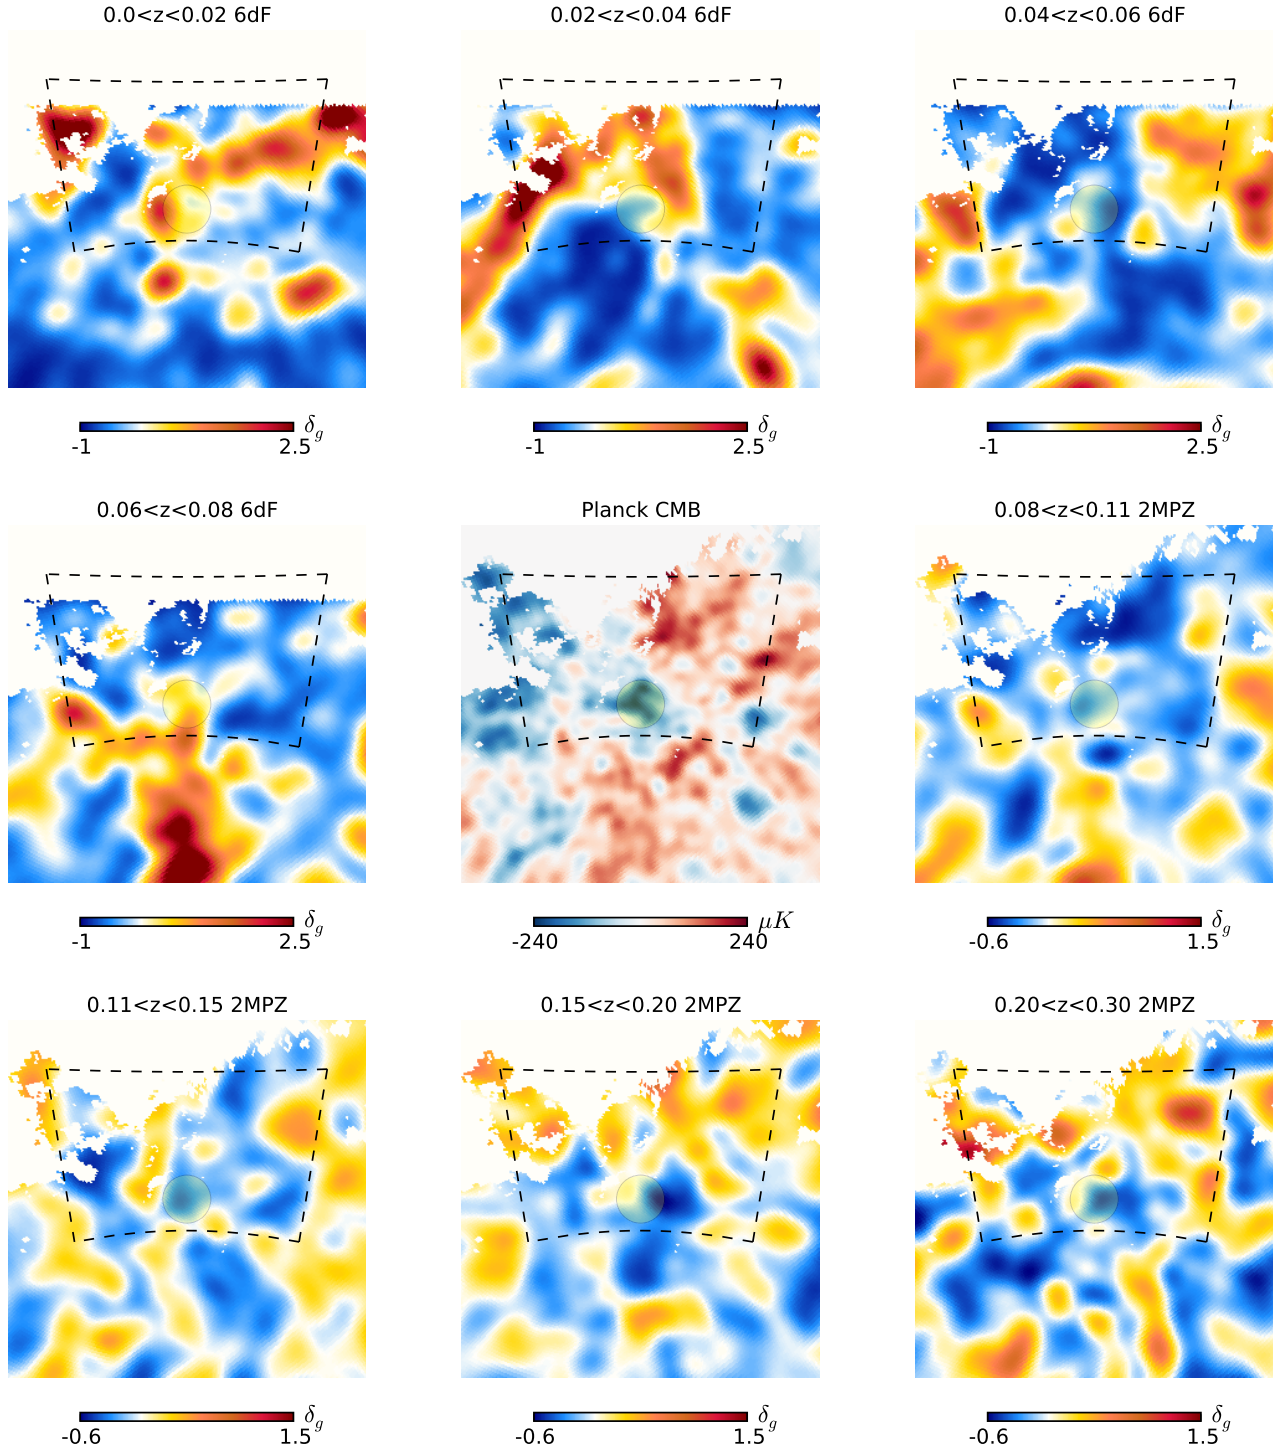 0.0<z<0.02 6dF
0.02<z<0.04 6dF
0.04<z<0.06 6dF
-1 2.5 δg
-1 2.5 δg
-1 2.5 δg
0.06<z<0.08 6dF
Planck CMB
0.08<z<0.11 2MPZ
-1 2.5 δg
-240 240 μK
-0.6 1.5 δg
0.11<z<0.15 2MPZ
0.15<z<0.20 2MPZ
0.20<z<0.30 2MPZ
-0.6 1.5 δg
-0.6 1.5 δg
-0.6 1.5 δg